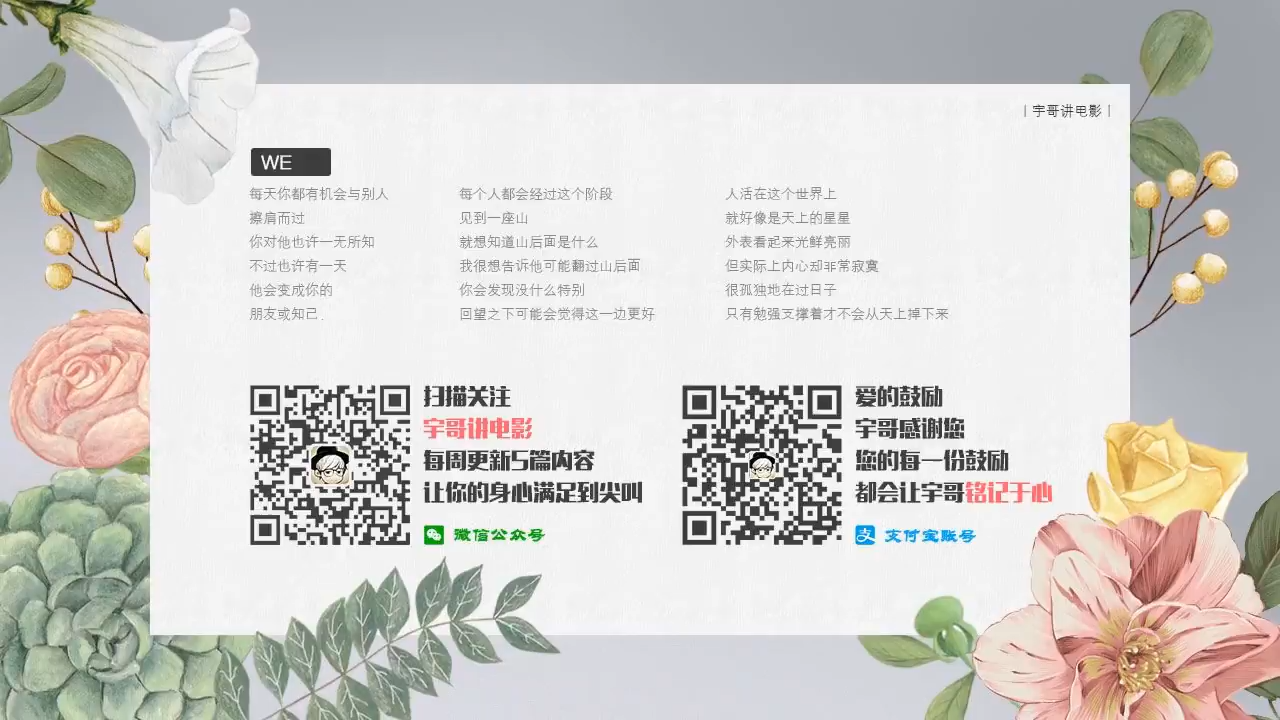 | 宇哥讲电影 |
WE
每天你都有机会与别人
擦肩而过
你对他也许一无所知
不过也许有一天
他会变成你的
朋友或知己.
每个人都会经过这个阶段
见到一座山
就想知道山后面是什么
我很想告诉他可能翻过山后面
你会发现没什么特别
回望之下可能会觉得这一边更好
人活在这个世界上
就好像是天上的星星
外表看起来光鲜亮丽
但实际上内心却非常寂寞
很孤独地在过日子
只有勉强支撑着才不会从天上掉下来
扫描关注
宇哥讲电影
每周更新5篇内容
让你的身心满足到尖叫
微信公众号
爱的鼓励
宇哥感谢您
您的每一份鼓励
都会让宇哥铭记于心
支付宝账号